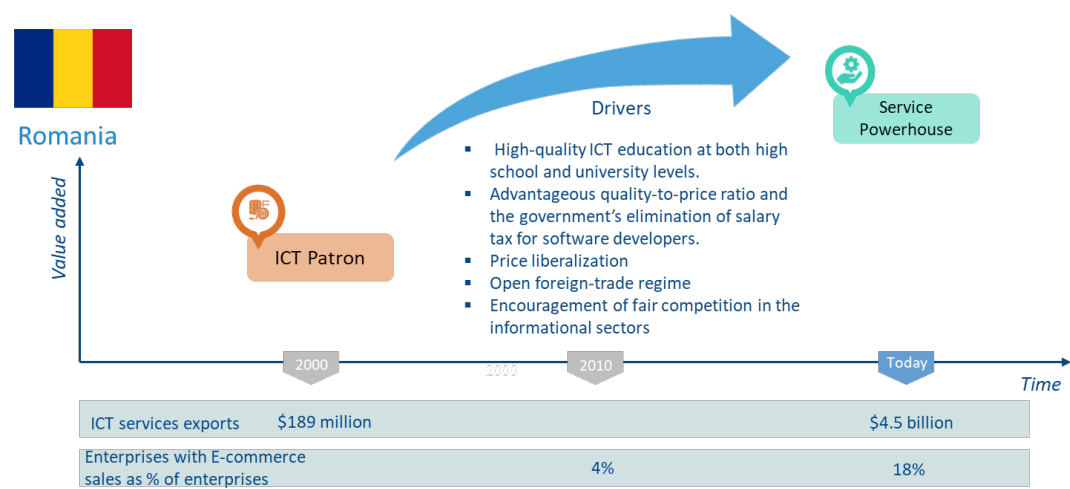 Romania
Drivers
Service
Powerhouse
Value added
ICT Patron
▪ High-quality ICT education at both high
school and university levels.
▪ Advantageous quality-to-price ratio and
the government's elimination of salary
tax for software developers.
▪ Price liberalization
▪ Open foreign-trade regime
▪ Encouragement of fair competition in the
informational sectors
2000
2000
2010
Today
Time
ICT services exports $189 million $4.5 billion
Enterprises with E-commerce
sales as % of enterprises 4% 18%